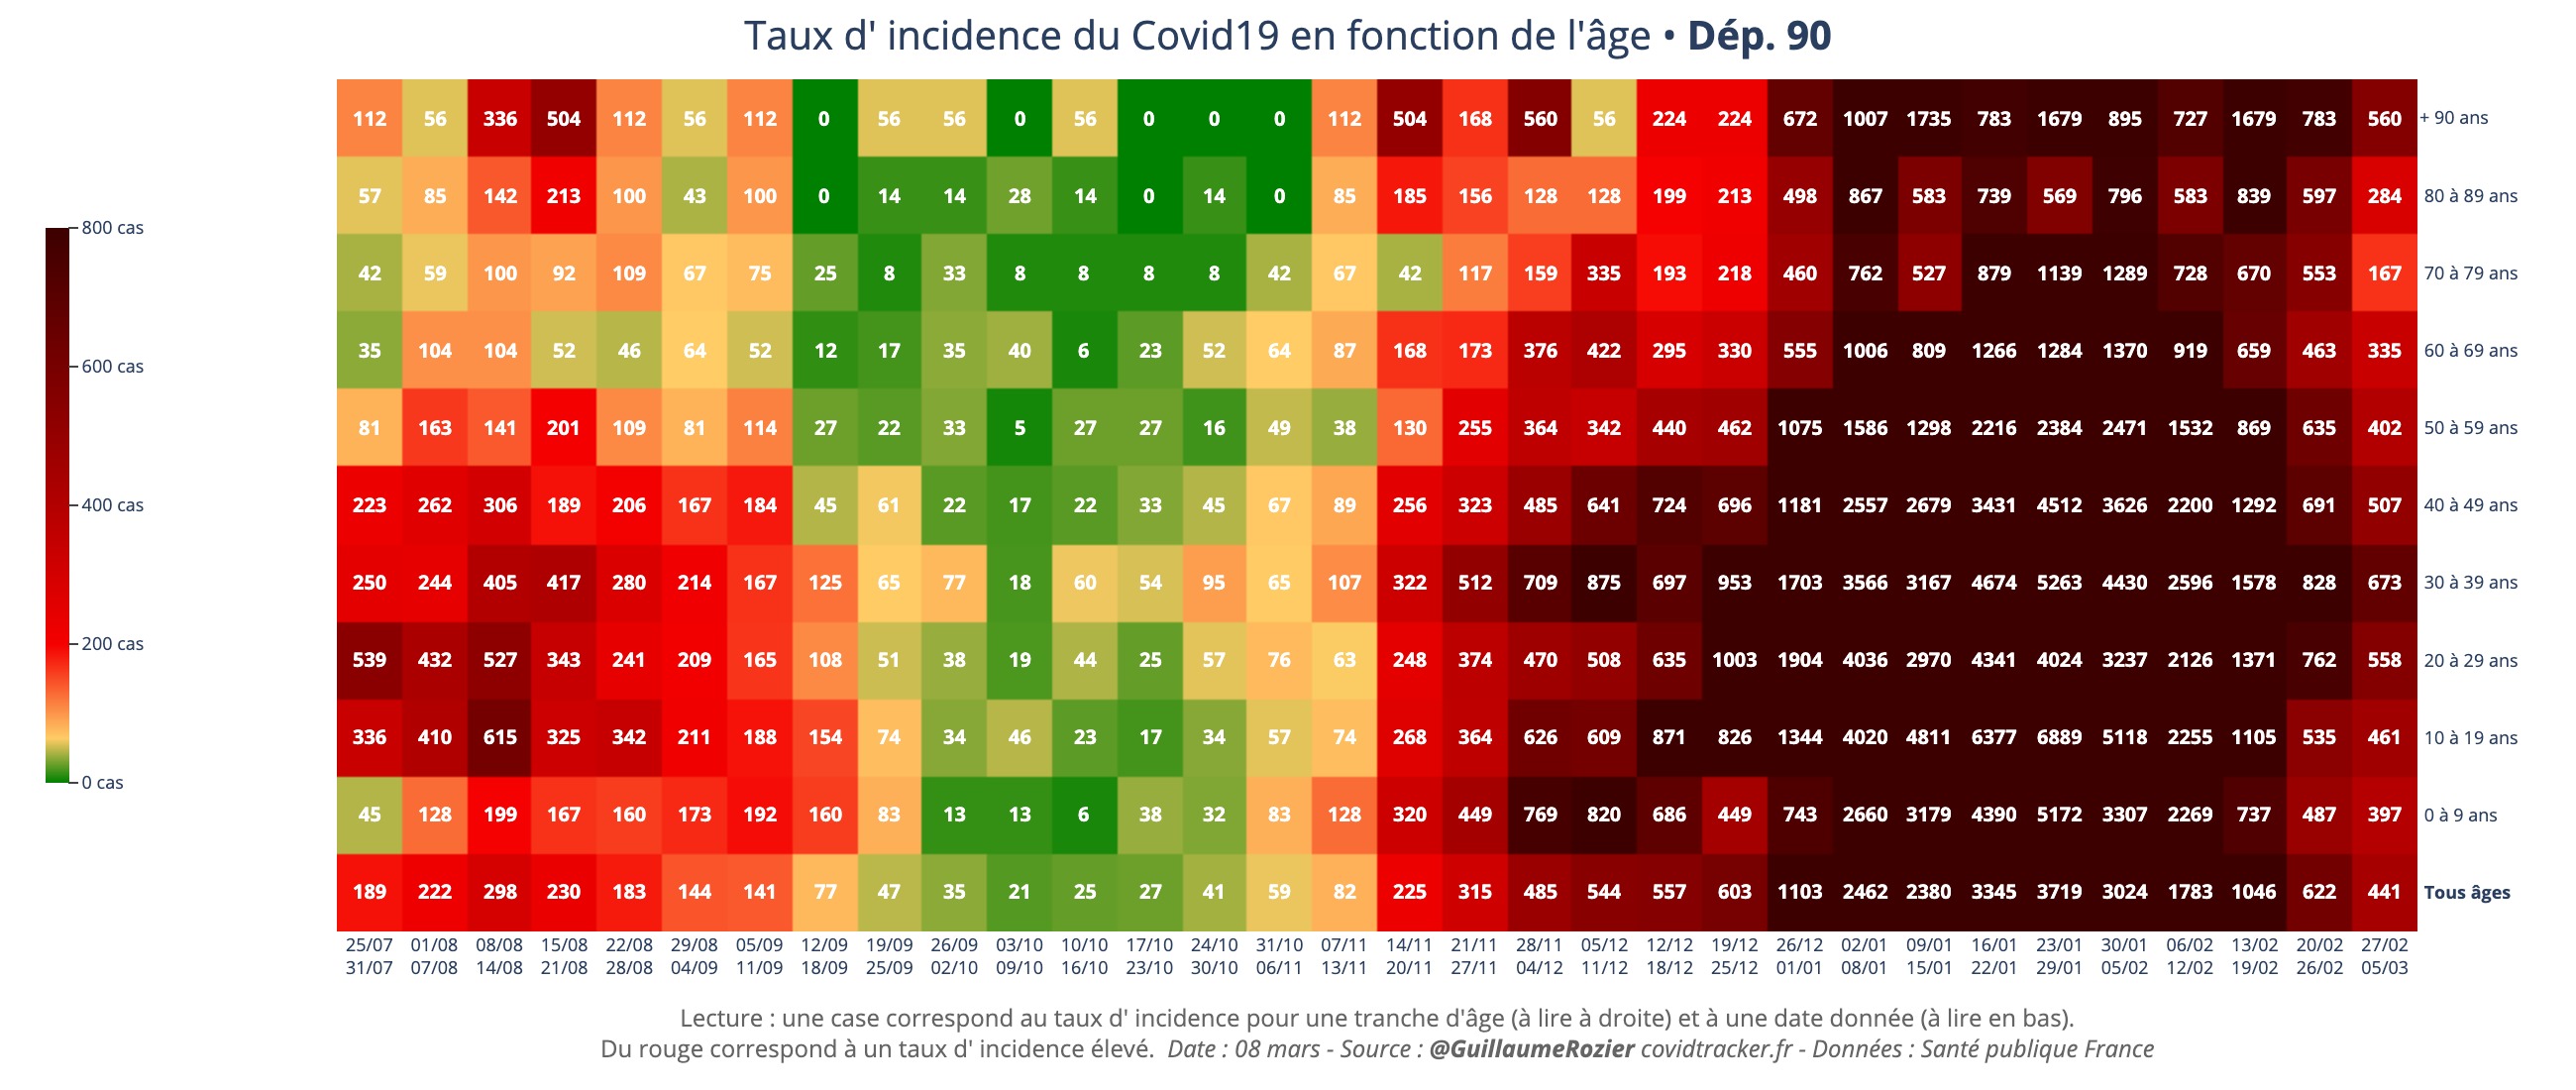 Taux d' incidence du Covid19 en fonction de l'âge • Dép. 90
800 cas
600 cas
400 cas
200 cas
0 cas
112 56 336 504 112 56 112 0 56 56 0 56 0 0 0 112 504 168 560 56 224 224 672 1007 1735 783 1679 895 727 1679 783 560 + 90 ans
57 85 142 213 100 43 100 0 14 14 28 14 0 14 0 85 185 156 128 128 199 213 498 867 583 739 569 796 583 839 597 284 80 à 89 ans
42 59 100 92 109 67 75 25 8 33 8 8 8 8 42 67 42 117 159 335 193 218 460 762 527 879 1139 1289 728 670 553 167 70 à 79 ans
35 104 104 52 46 64 52 12 17 35 40 6 23 52 64 87 168 173 376 422 295 330 555 1006 809 1266 1284 1370 919 659 463 335 60 à 69 ans
81 163 141 201 109 81 114 27 22 33 5 27 27 16 49 38 130 255 364 342 440 462 1075 1586 1298 2216 2384 2471 1532 869 635 402 50 à 59 ans
223 262 306 189 206 167 184 45 61 22 17 22 33 45 67 89 256 323 485 641 724 696 1181 2557 2679 3431 4512 3626 2200 1292 691 507 40 à 49 ans
250 244 405 417 280 214 167 125 65 77 18 60 54 95 65 107 322 512 709 875 697 953 1703 3566 3167 4674 5263 4430 2596 1578 828 673 30 à 39 ans
539 432 527 343 241 209 165 108 51 38 19 44 25 57 76 63 248 374 470 508 635 1003 1904 4036 2970 4341 4024 3237 2126 1371 762 558 20 à 29 ans
336 410 615 325 342 211 188 154 74 34 46 23 17 34 57 74 268 364 626 609 871 826 1344 4020 4811 6377 6889 5118 2255 1105 535 461 10 à 19 ans
45 128 199 167 160 173 192 160 83 13 13 6 38 32 83 128 320 449 769 820 686 449 743 2660 3179 4390 5172 3307 2269 737 487 397 0 à 9 ans
189 222 298 230 183 144 141 77 47 35 21 25 27 41 59 82 225 315 485 544 557 603 1103 2462 2380 3345 3719 3024 1783 1046 622 441 Tous âges
25/07 01/08 08/08 15/08 22/08 29/08 05/09 12/09 19/09 26/09 03/10 10/10 17/10 24/10 31/10 07/11 14/11 21/11 28/11 05/12 12/12 19/12 26/12 02/01 09/01 16/01 23/01 30/01 06/02 13/02 20/02 27/02
31/07 07/08 14/08 21/08 28/08 04/09 11/09 18/09 25/09 02/10 09/10 16/10 23/10 30/10 06/11 13/11 20/11 27/11 04/12 11/12 18/12 25/12 01/01 08/01 15/01 22/01 29/01 05/02 12/02 19/02 26/02 05/03
Lecture : une case correspond au taux d' incidence pour une tranche d'âge (à lire à droite) et à une date donnée (à lire en bas).
Du rouge correspond à un taux d' incidence élevé. Date : 08 mars - Source : @GuillaumeRozier covidtracker.fr - Données : Santé publique France